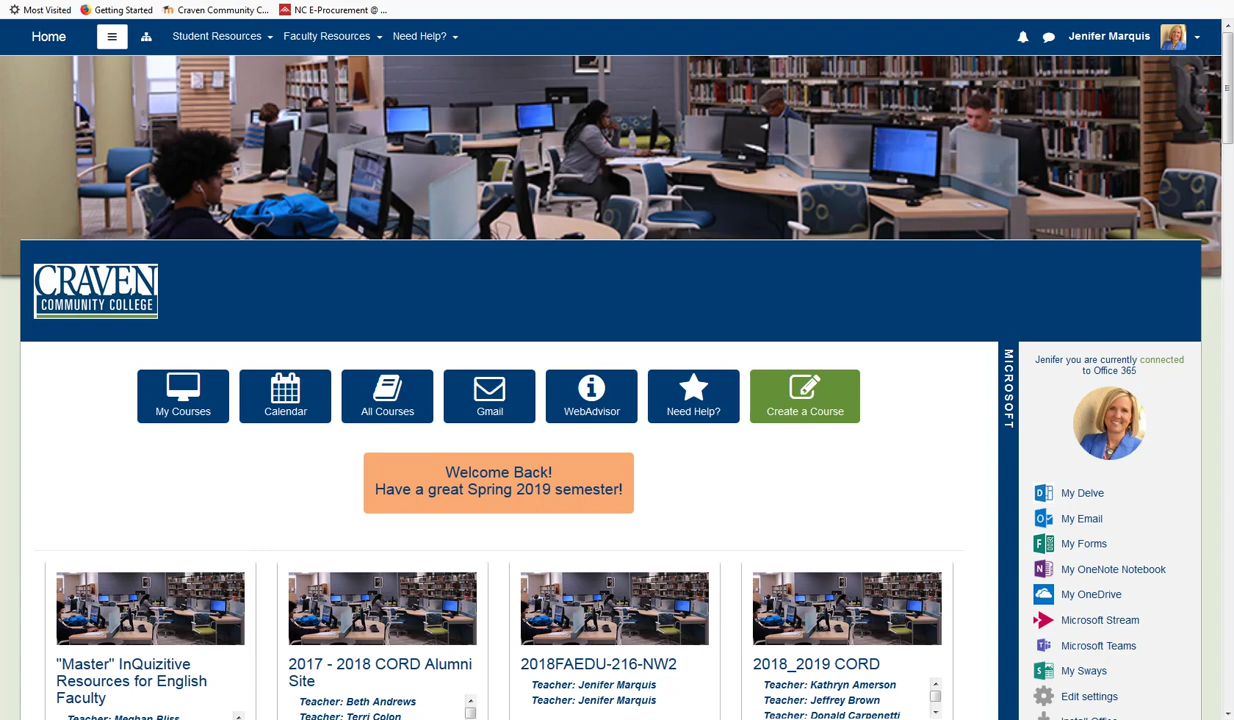 Most Visited
Getting Started
Craven Community C...
NC E-Procurement @ ...
Home
Student Resources
Faculty Resources
Need Help?
Jenifer Marquis
CRAVEN
COMMUNITY COLLEGE
My Courses
Calendar
All Courses
Gmail
WebAdvisor
Need Help?
Create a Course
Welcome Back!
Have a great Spring 2019 semester!
"Master" InQuizitive
Resources for English
Faculty
Teacher: Meghan Bliss
2017 - 2018 CORD Alumni
Site
Teacher: Beth Andrews
Teacher: Terri Colon
2018FAEDU-216-NW2
Teacher: Jenifer Marquis
Teacher: Jenifer Marquis
2018_2019 CORD
Teacher: Kathryn Amerson
Teacher: Jeffrey Brown
Teacher: Donald Carpenetti
MICROSOFT
Jenifer you are currently connected
to Office 365
My Delve
My Email
My Forms
My OneNote Notebook
My OneDrive
Microsoft Stream
Microsoft Teams
My Sways
Edit settings
Install Office